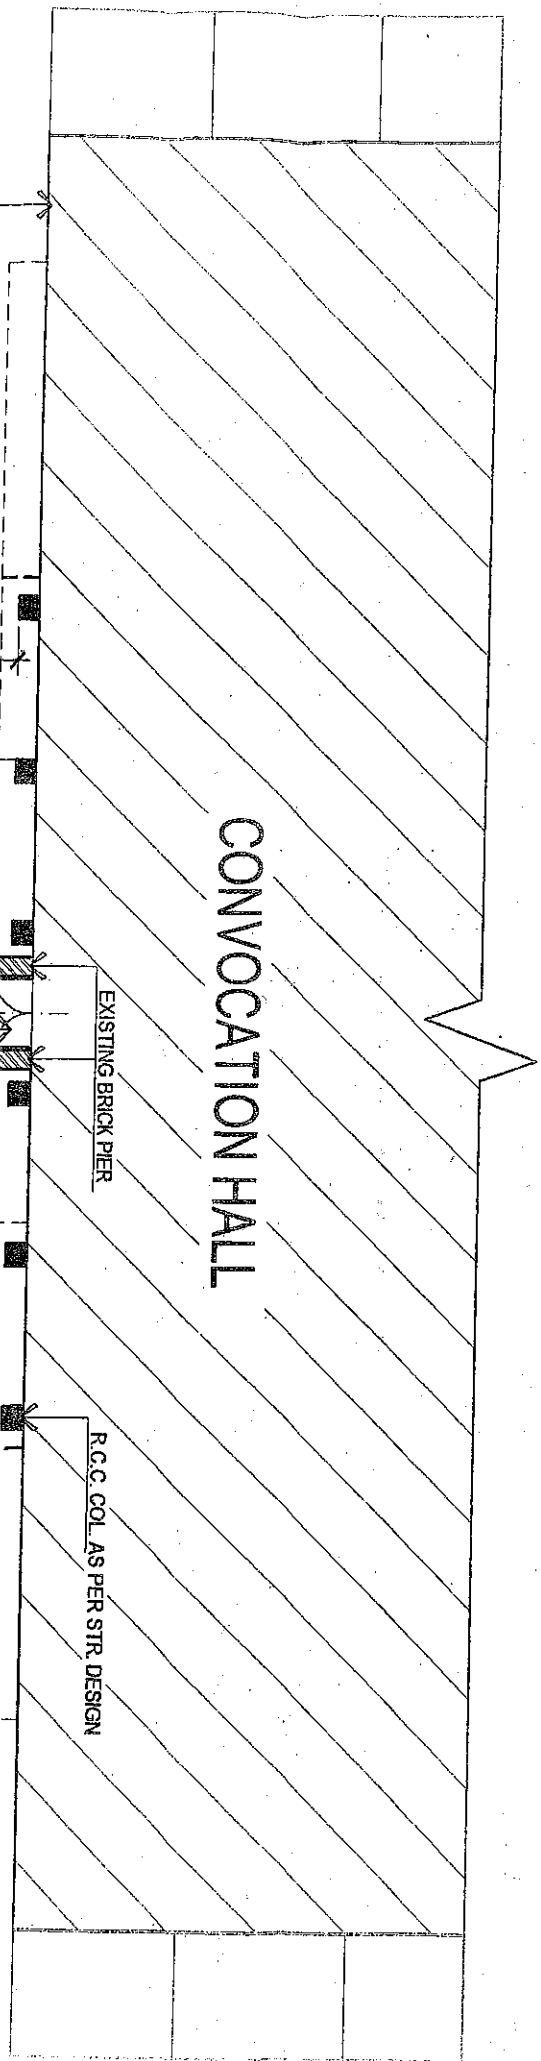 CONVOCATION HALL
EXISTING BRICK PIER
R.C.C. COL. AS PER STR. DESIGN